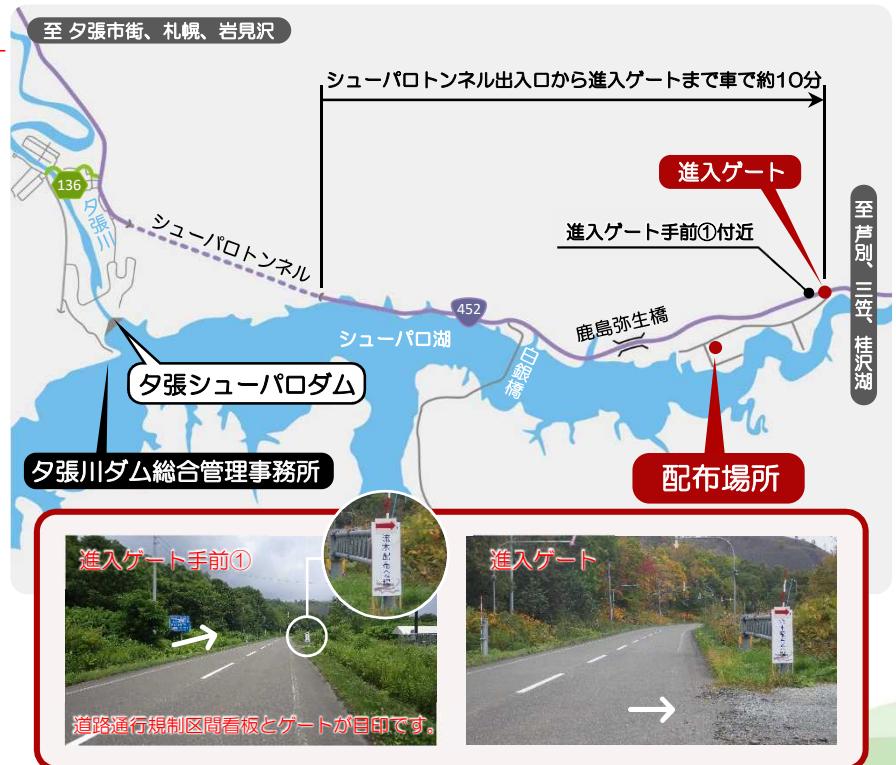 至 夕張市街、札幌、岩見沢
シューパロトンネル出入口から進入ゲートまで車で約10分
進入ゲート
136
夕張川
シューパロトンネル
進入ゲート手前①付近
至 芦別、三笠、桂沢湖
452
シューパロ湖
鹿島弥生橋
白銀橋
夕張シューパロダム
夕張川ダム総合管理事務所
配布場所
進入ゲート手前①
流木配布会場
進入ゲート
道路通行規制区間看板とゲートが目印です。